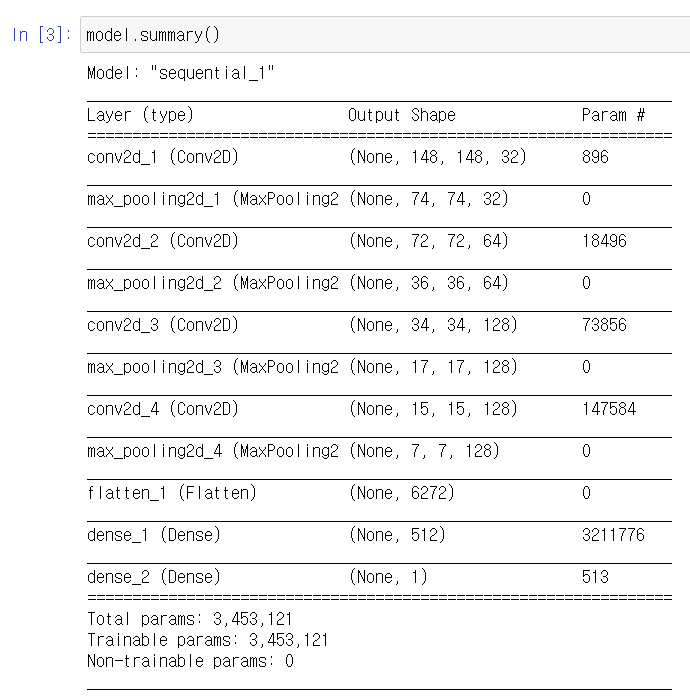 In [3]: model.summary()
Model: "sequential_1"
_________________________________________________________________
Layer (type)                 Output Shape              Param #
=================================================================
conv2d_1 (Conv2D)            (None, 148, 148, 32)      896
_________________________________________________________________
max_pooling2d_1 (MaxPooling2 (None, 74, 74, 32)        0
_________________________________________________________________
conv2d_2 (Conv2D)            (None, 72, 72, 64)        18496
_________________________________________________________________
max_pooling2d_2 (MaxPooling2 (None, 36, 36, 64)        0
_________________________________________________________________
conv2d_3 (Conv2D)            (None, 34, 34, 128)       73856
_________________________________________________________________
max_pooling2d_3 (MaxPooling2 (None, 17, 17, 128)       0
_________________________________________________________________
conv2d_4 (Conv2D)            (None, 15, 15, 128)       147584
_________________________________________________________________
max_pooling2d_4 (MaxPooling2 (None, 7, 7, 128)         0
_________________________________________________________________
flatten_1 (Flatten)          (None, 6272)              0
_________________________________________________________________
dense_1 (Dense)              (None, 512)               3211776
_________________________________________________________________
dense_2 (Dense)              (None, 1)                 513
=================================================================
Total params: 3,453,121
Trainable params: 3,453,121
Non-trainable params: 0
_________________________________________________________________